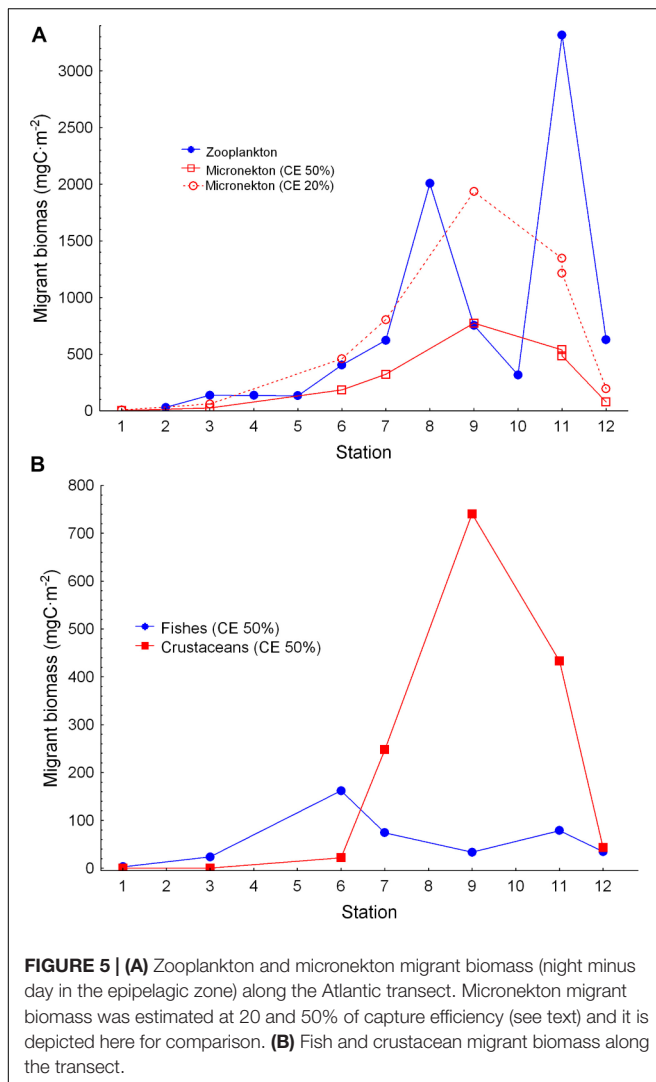 A
Migrant biomas (mgC·m⁻²)
3000
2500
2000
1500
1000
500
0
Zooplankton
Micronekton (CE 50%)
Micronekton (CE 20%)
1 2 3 4 5 6 7 8 9 10 11 12
Station
B
Migrant biomass (mgC·m⁻²)
800
700
600
500
400
300
200
100
0
Fishes (CE 50%)
Crustaceans (CE 50%)
1 2 3 4 5 6 7 8 9 10 11 12
Station
FIGURE 5 | (A) Zooplankton and micronekton migrant biomass (night minus
day in the epipelagic zone) along the Atlantic transect. Micronekton migrant
biomass was estimated at 20 and 50% of capture efficiency (see text) and it is
depicted here for comparison. (B) Fish and crustacean migrant biomass along
the transect.